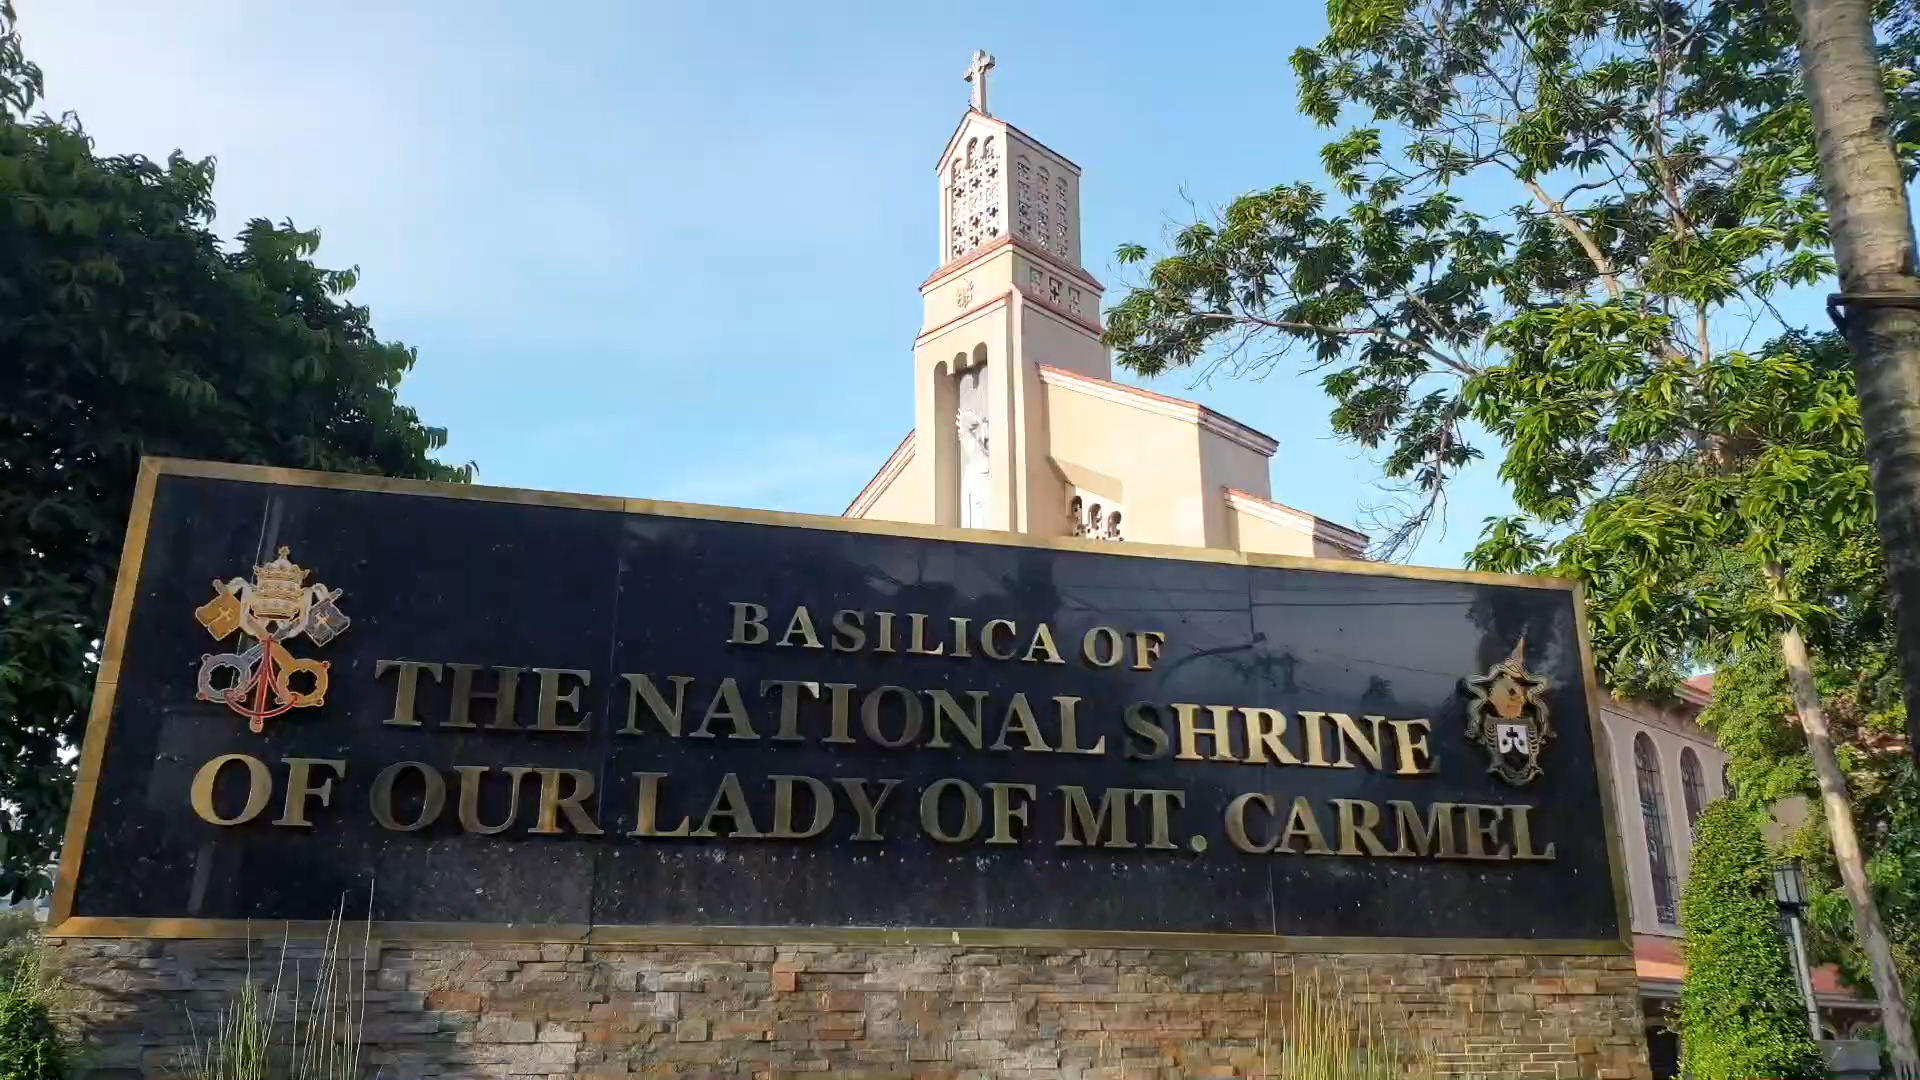 BASILICA OF
THE NATIONAL SHRINE
OF OUR LADY OF MT. CARMEL